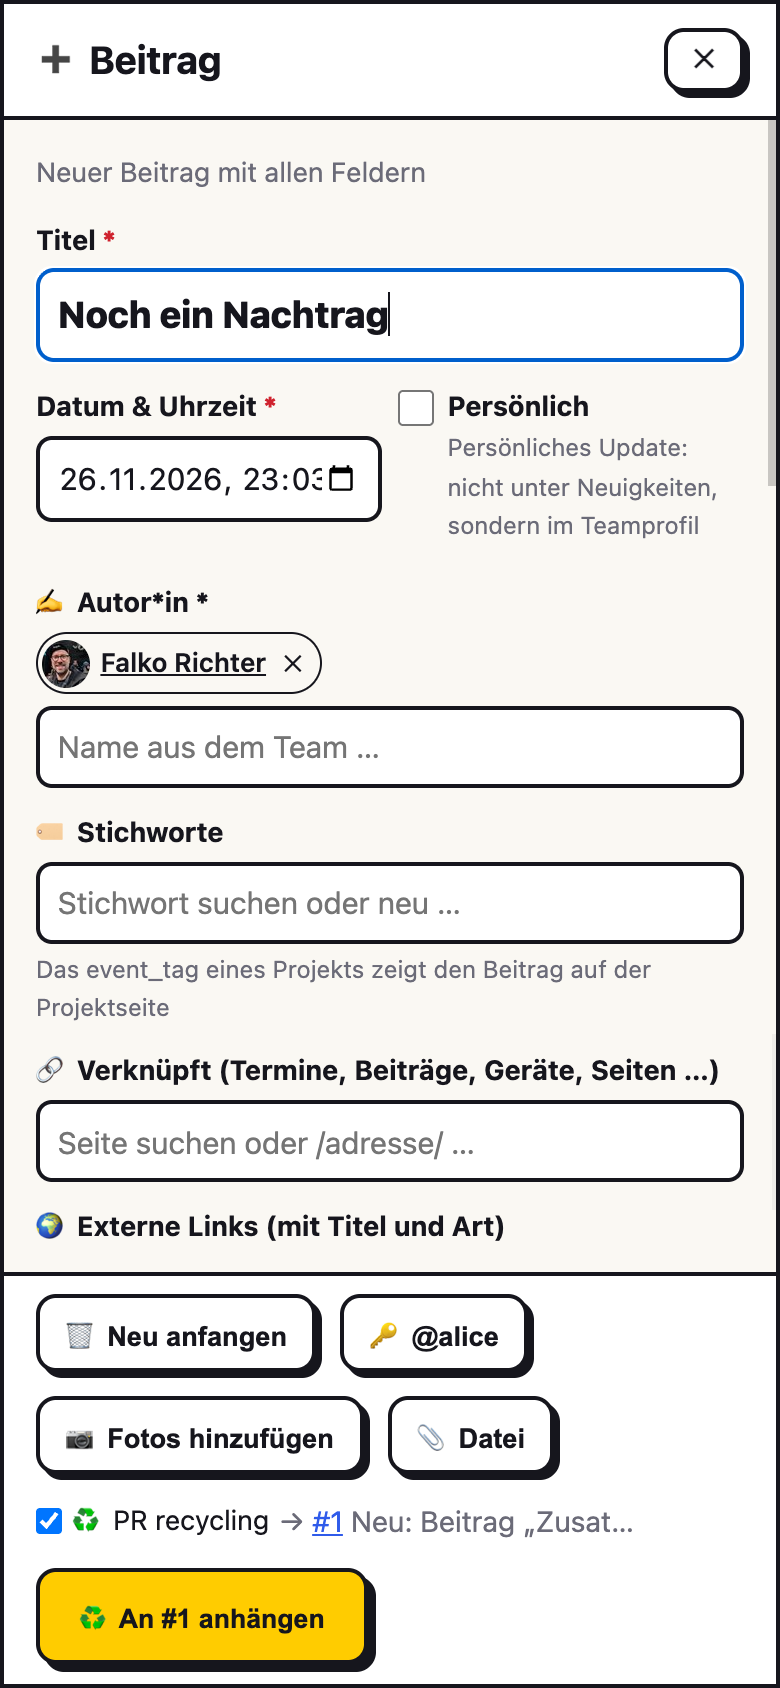 ➕ Beitrag
Neuer Beitrag mit allen Feldern
Titel *
Noch ein Nachtrag
Datum & Uhrzeit *
26.11.2026, 23:03
Persönlich
Persönliches Update:
nicht unter Neuigkeiten,
sondern im Teamprofil
✍️ Autor*in *
Falko Richter ×
Name aus dem Team ...
🏷️ Stichworte
Stichwort suchen oder neu ...
Das event_tag eines Projekts zeigt den Beitrag auf der
Projektseite
🔗 Verknüpft (Termine, Beiträge, Geräte, Seiten ...)
Seite suchen oder /adresse/ ...
🌍 Externe Links (mit Titel und Art)
🗑️ Neu anfangen
🔑 @alice
📷 Fotos hinzufügen
📎 Datei
♻️ PR recycling → #1 Neu: Beitrag „Zusat...
♻️ An #1 anhängen